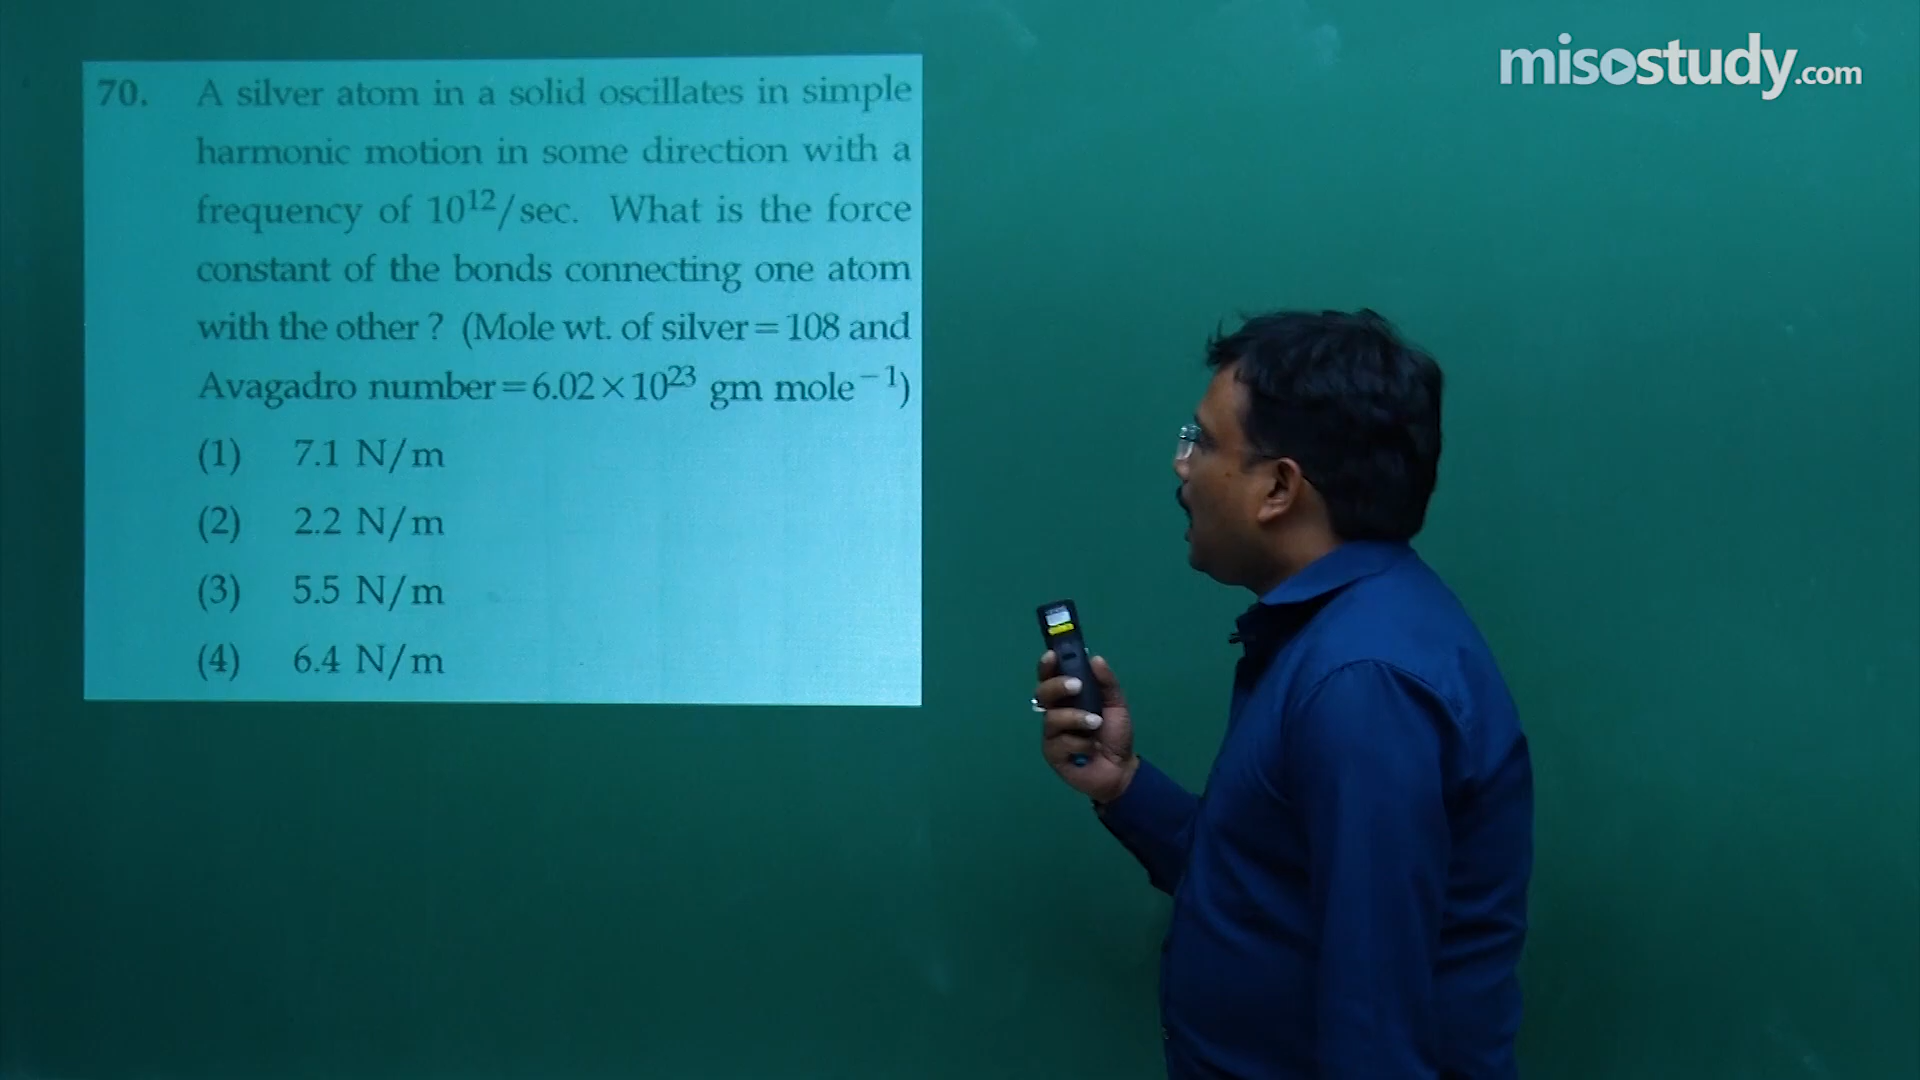 misostudy.com
70. A silver atom in a solid oscillates in simple
harmonic motion in some direction with a
frequency of 10¹²/sec. What is the force
constant of the bonds connecting one atom
with the other ? (Mole wt. of silver = 108 and
Avagadro number = 6.02 × 10²³ gm mole⁻¹)
(1) 7.1 N/m
(2) 2.2 N/m
(3) 5.5 N/m
(4) 6.4 N/m